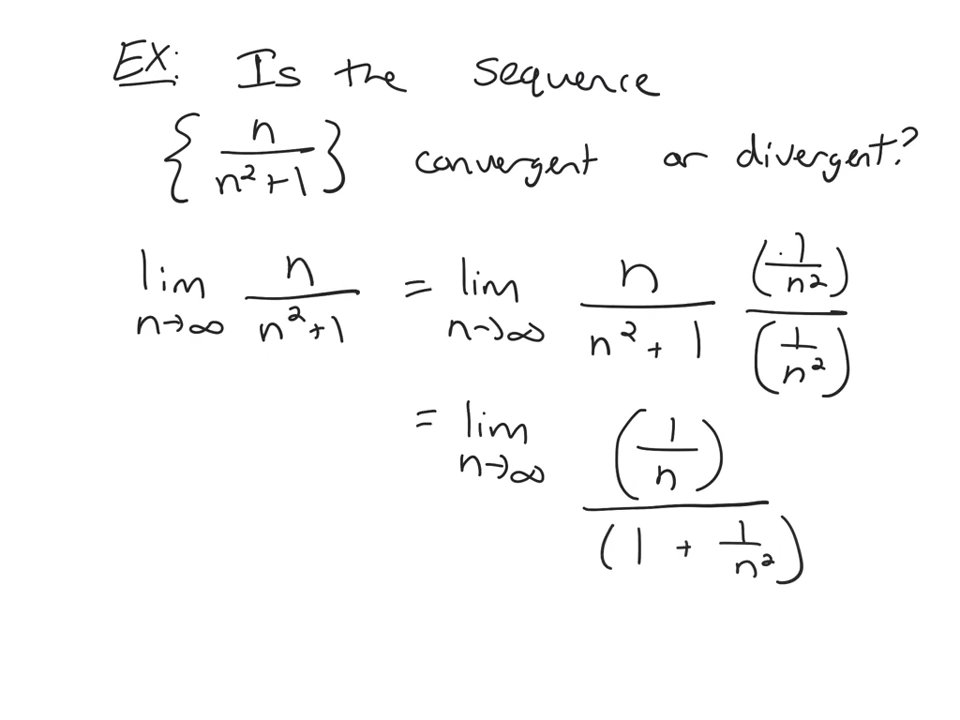 EX: Is the sequence
{ n/(n²+1) } convergent or divergent?
lim n→∞ n/(n²+1) = lim n→∞ n/(n²+1) (1/n²)/(1/n²)
= lim n→∞ (1/n)/(1 + 1/n²)